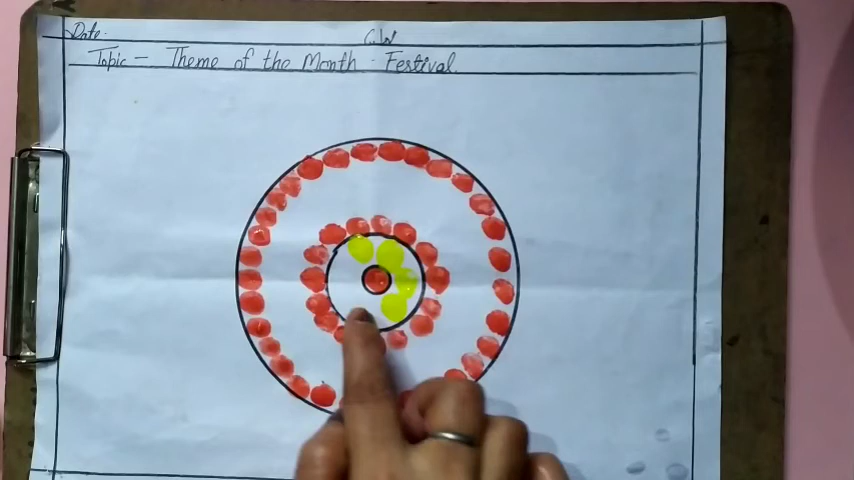 Date.
C.W
Topic - Theme of the Month - Festival.